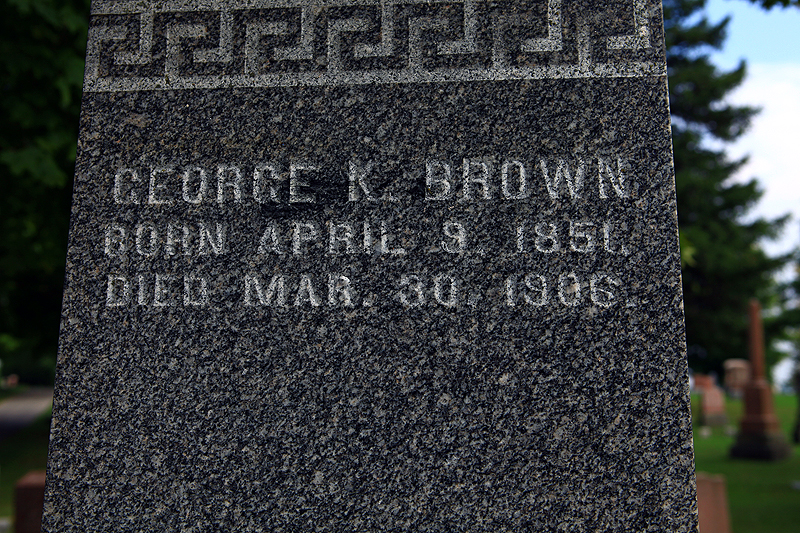 GEORGE K. BROWN
BORN APRIL 9. 1851.
DIED MAR. 30. 1906.